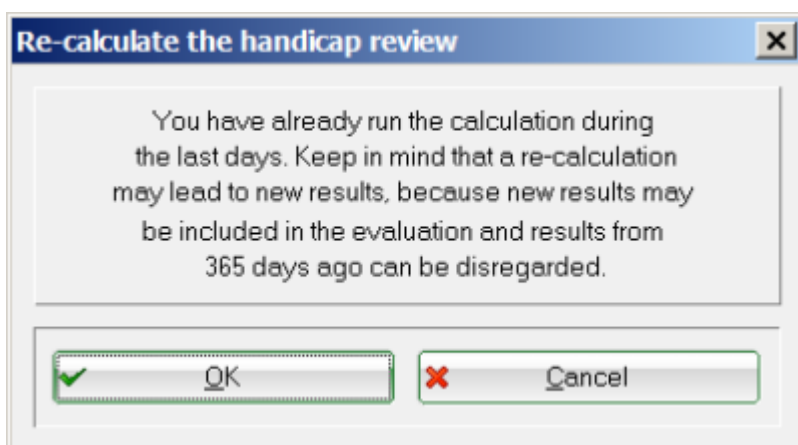 Re-calculate the handicap review
You have already run the calculation during
the last days. Keep in mind that a re-calculation
may lead to new results, because new results may
be included in the evaluation and results from
365 days ago can be disregarded.
OK
Cancel